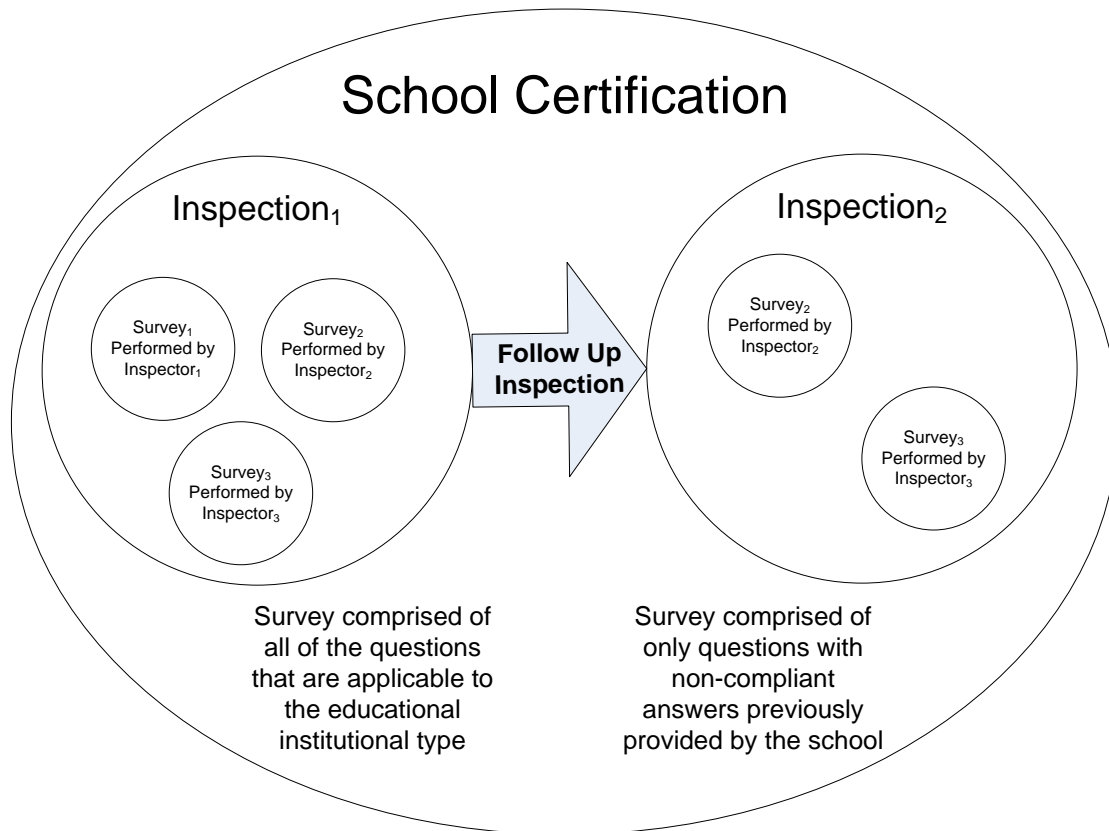 School Certification
Inspection₁
Survey₁
Performed by
Inspector₁
Survey₂
Performed by
Inspector₂
Survey₃
Performed by
Inspector₃
Follow Up
Inspection
Inspection₂
Survey₂
Performed by
Inspector₂
Survey₃
Performed by
Inspector₃
Survey comprised of
all of the questions
that are applicable to
the educational
institutional type
Survey comprised of
only questions with
non-compliant
answers previously
provided by the school